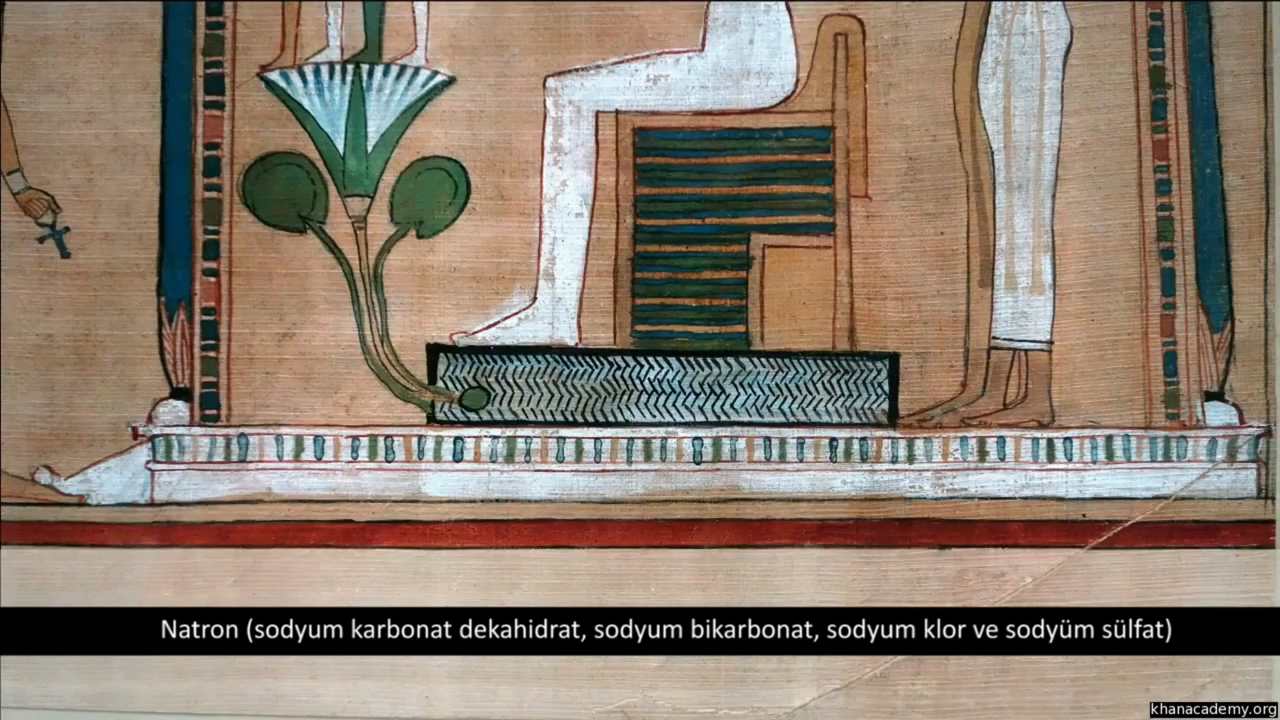 Natron (sodyum karbonat dekahidrat, sodyum bikarbonat, sodyum klor ve sodyüm sülfat)
khanacademy.org